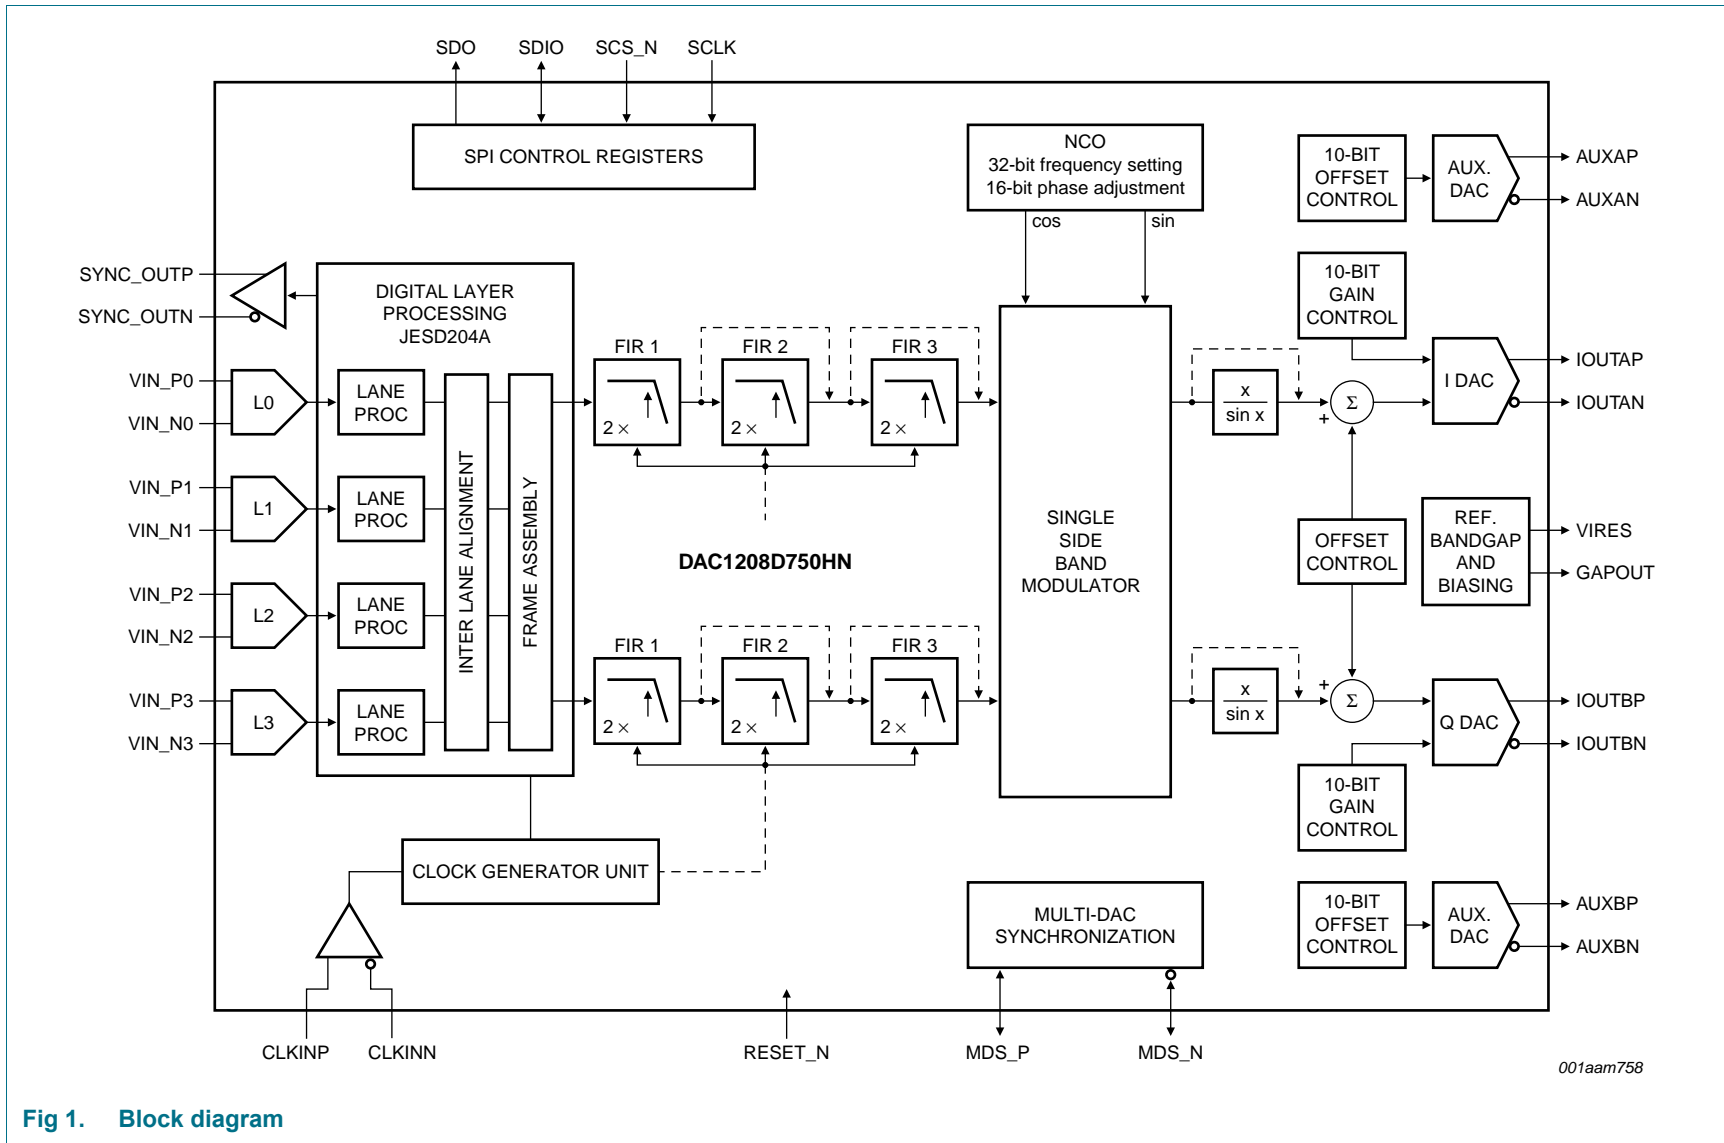 SDO
SDIO
SCS_N
SCLK
SPI CONTROL REGISTERS
NCO
32-bit frequency setting
16-bit phase adjustment
cos
sin
10-BIT
OFFSET
CONTROL
AUX.
DAC
AUXAP
AUXAN
SYNC_OUTP
SYNC_OUTN
DIGITAL LAYER
PROCESSING
JESD204A
10-BIT
GAIN
CONTROL
VIN_P0
VIN_N0
L0
LANE
PROC
FIR 1
2 ×
FIR 2
2 ×
FIR 3
2 ×
x
sin x
+
Σ
I DAC
IOUTAP
IOUTAN
VIN_P1
VIN_N1
L1
LANE
PROC
INTER LANE ALIGNMENT
FRAME ASSEMBLY
DAC1208D750HN
SINGLE
SIDE
BAND
MODULATOR
OFFSET
CONTROL
REF.
BANDGAP
AND
BIASING
VIRES
GAPOUT
VIN_P2
VIN_N2
L2
LANE
PROC
VIN_P3
VIN_N3
L3
LANE
PROC
FIR 1
2 ×
FIR 2
2 ×
FIR 3
2 ×
x
sin x
+
Σ
Q DAC
IOUTBP
IOUTBN
10-BIT
GAIN
CONTROL
CLOCK GENERATOR UNIT
MULTI-DAC
SYNCHRONIZATION
10-BIT
OFFSET
CONTROL
AUX.
DAC
AUXBP
AUXBN
CLKINP
CLKINN
RESET_N
MDS_P
MDS_N
001aam758
Fig 1. Block diagram